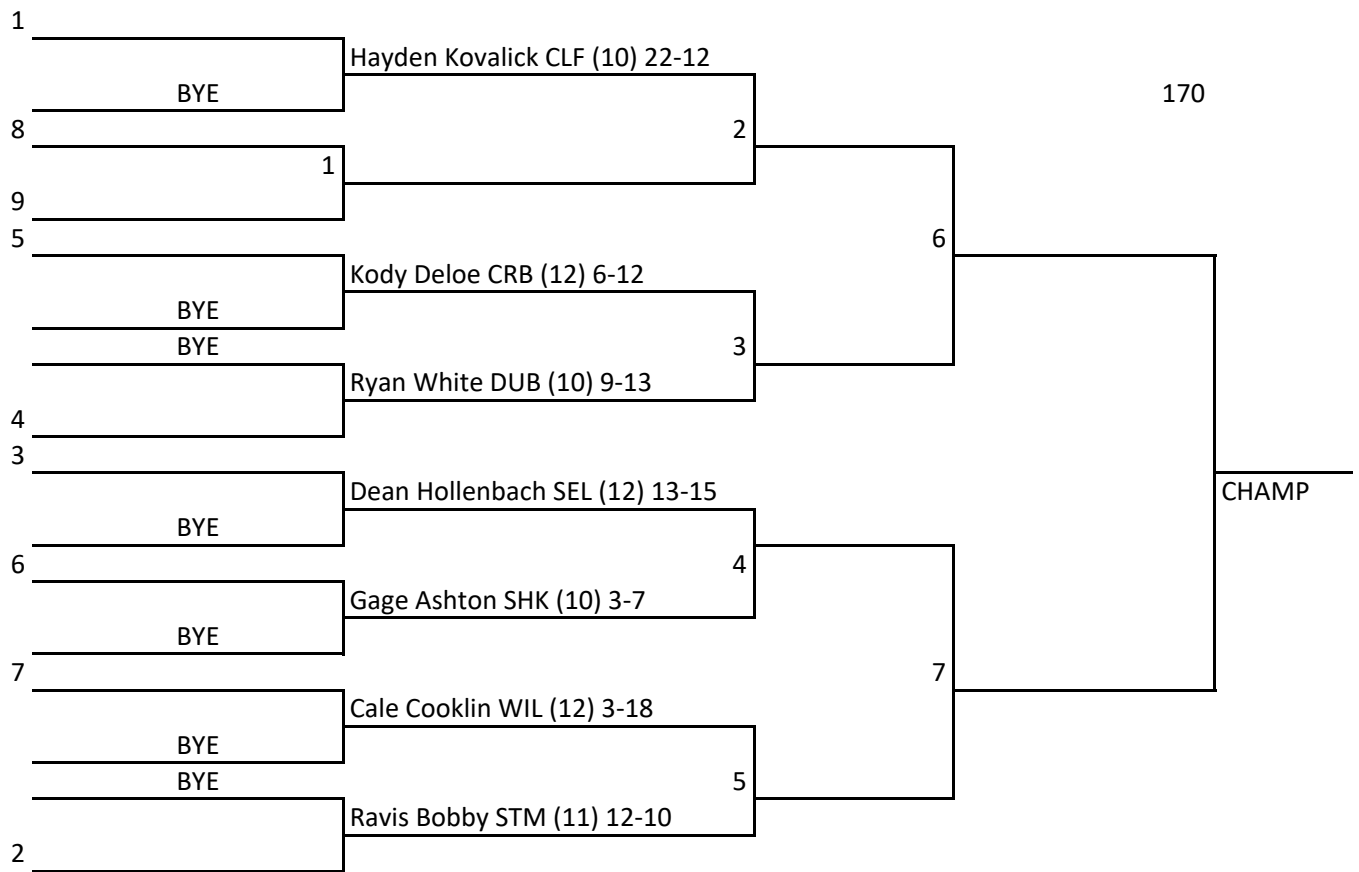 1
Hayden Kovalick CLF (10) 22-12
BYE
170
8
2
1
9
5
6
Kody Deloe CRB (12) 6-12
BYE
BYE
3
Ryan White DUB (10) 9-13
4
3
Dean Hollenbach SEL (12) 13-15
CHAMP
BYE
6
4
Gage Ashton SHK (10) 3-7
BYE
7
7
Cale Cooklin WIL (12) 3-18
BYE
BYE
5
Ravis Bobby STM (11) 12-10
2